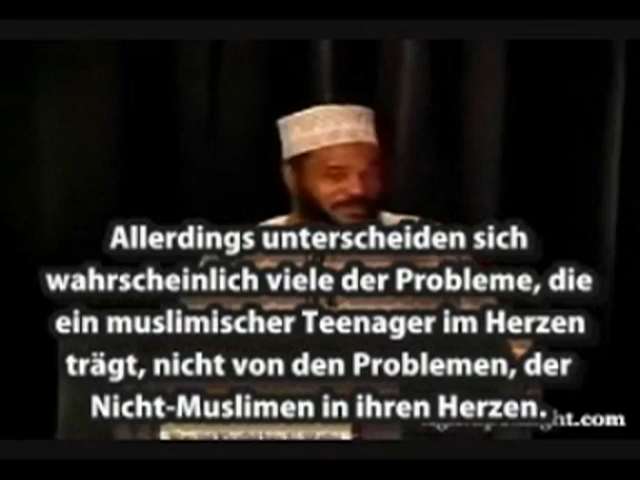 Allerdings unterscheiden sich
wahrscheinlich viele der Probleme, die
ein muslimischer Teenager im Herzen
trägt, nicht von den Problemen, der
Nicht-Muslimen in ihren Herzen.